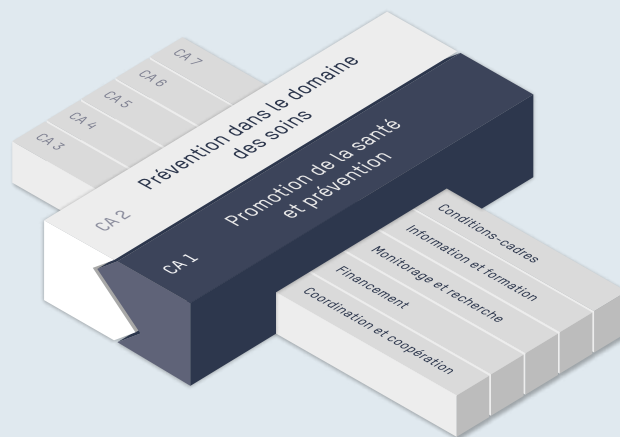 CA 7
CA 6
CA 5
CA 4
CA 3
CA 2
Prévention dans le domaine
des soins
CA 1
Promotion de la santé
et prévention
Conditions-cadres
Information et formation
Monitorage et recherche
Financement
Coordination et coopération